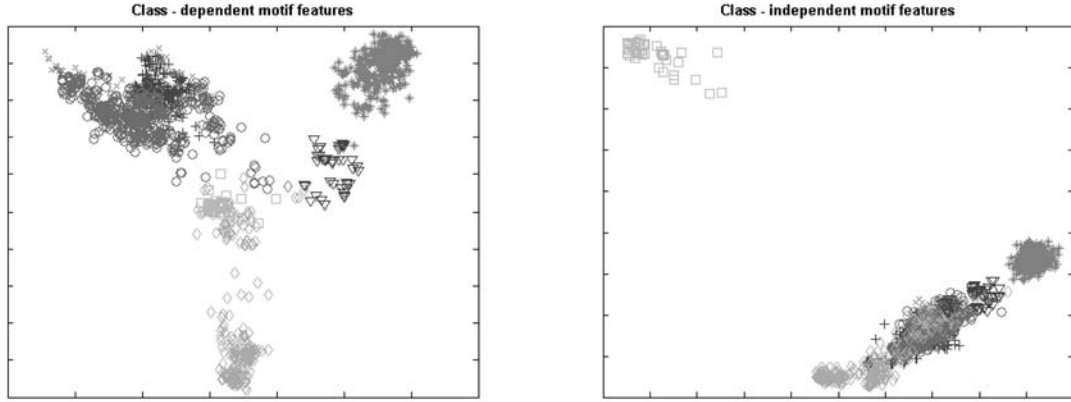 Class - dependent motif features
Class - independent motif features